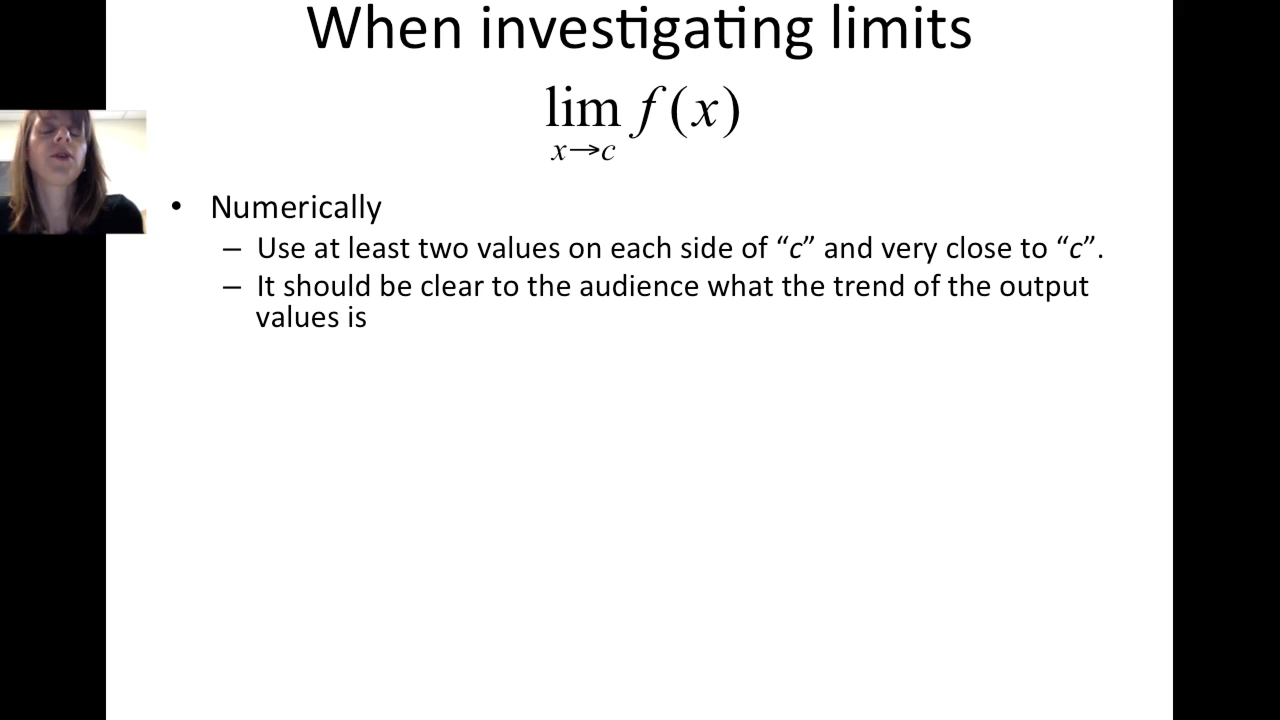 When investigating limits
lim f(x)
x→c
• Numerically
– Use at least two values on each side of “c” and very close to “c”.
– It should be clear to the audience what the trend of the output
values is